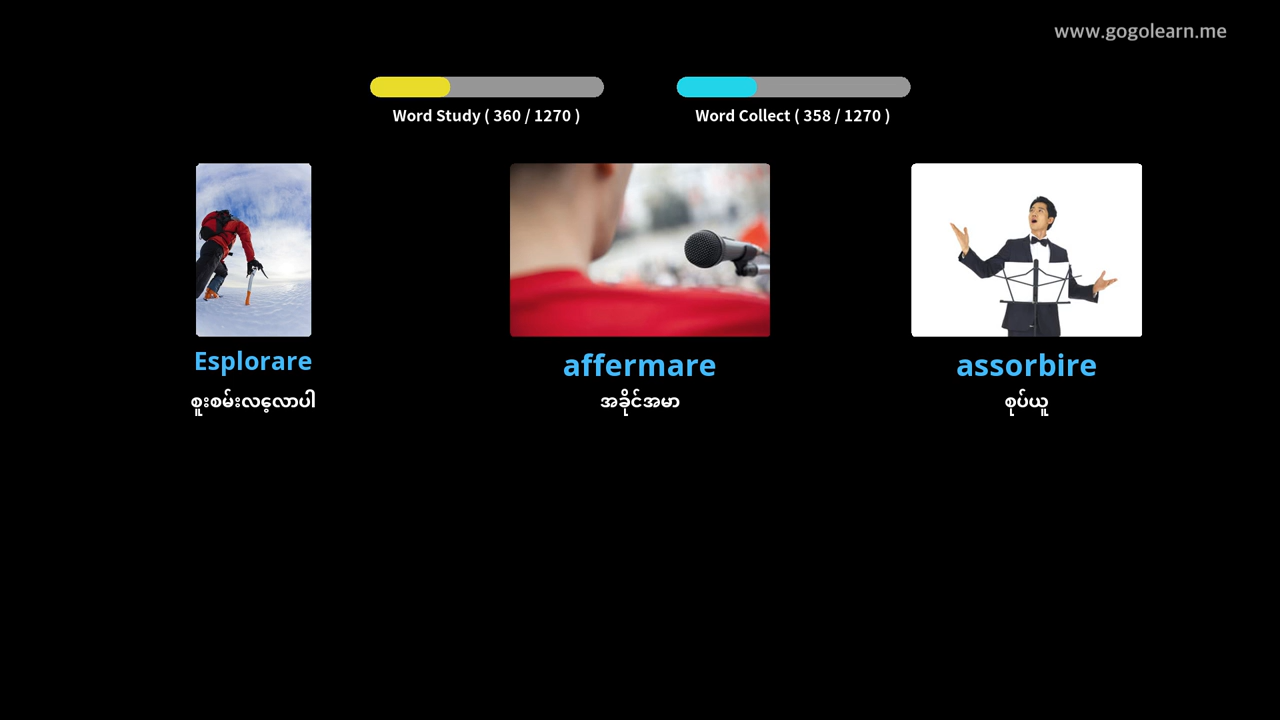 www.gogolearn.me
Word Study ( 360 / 1270 )
Word Collect ( 358 / 1270 )
Esplorare
affermare
assorbire
စူးစမ်းလေ့လာပါ
အခိုင်အမာ
စုပ်ယူ